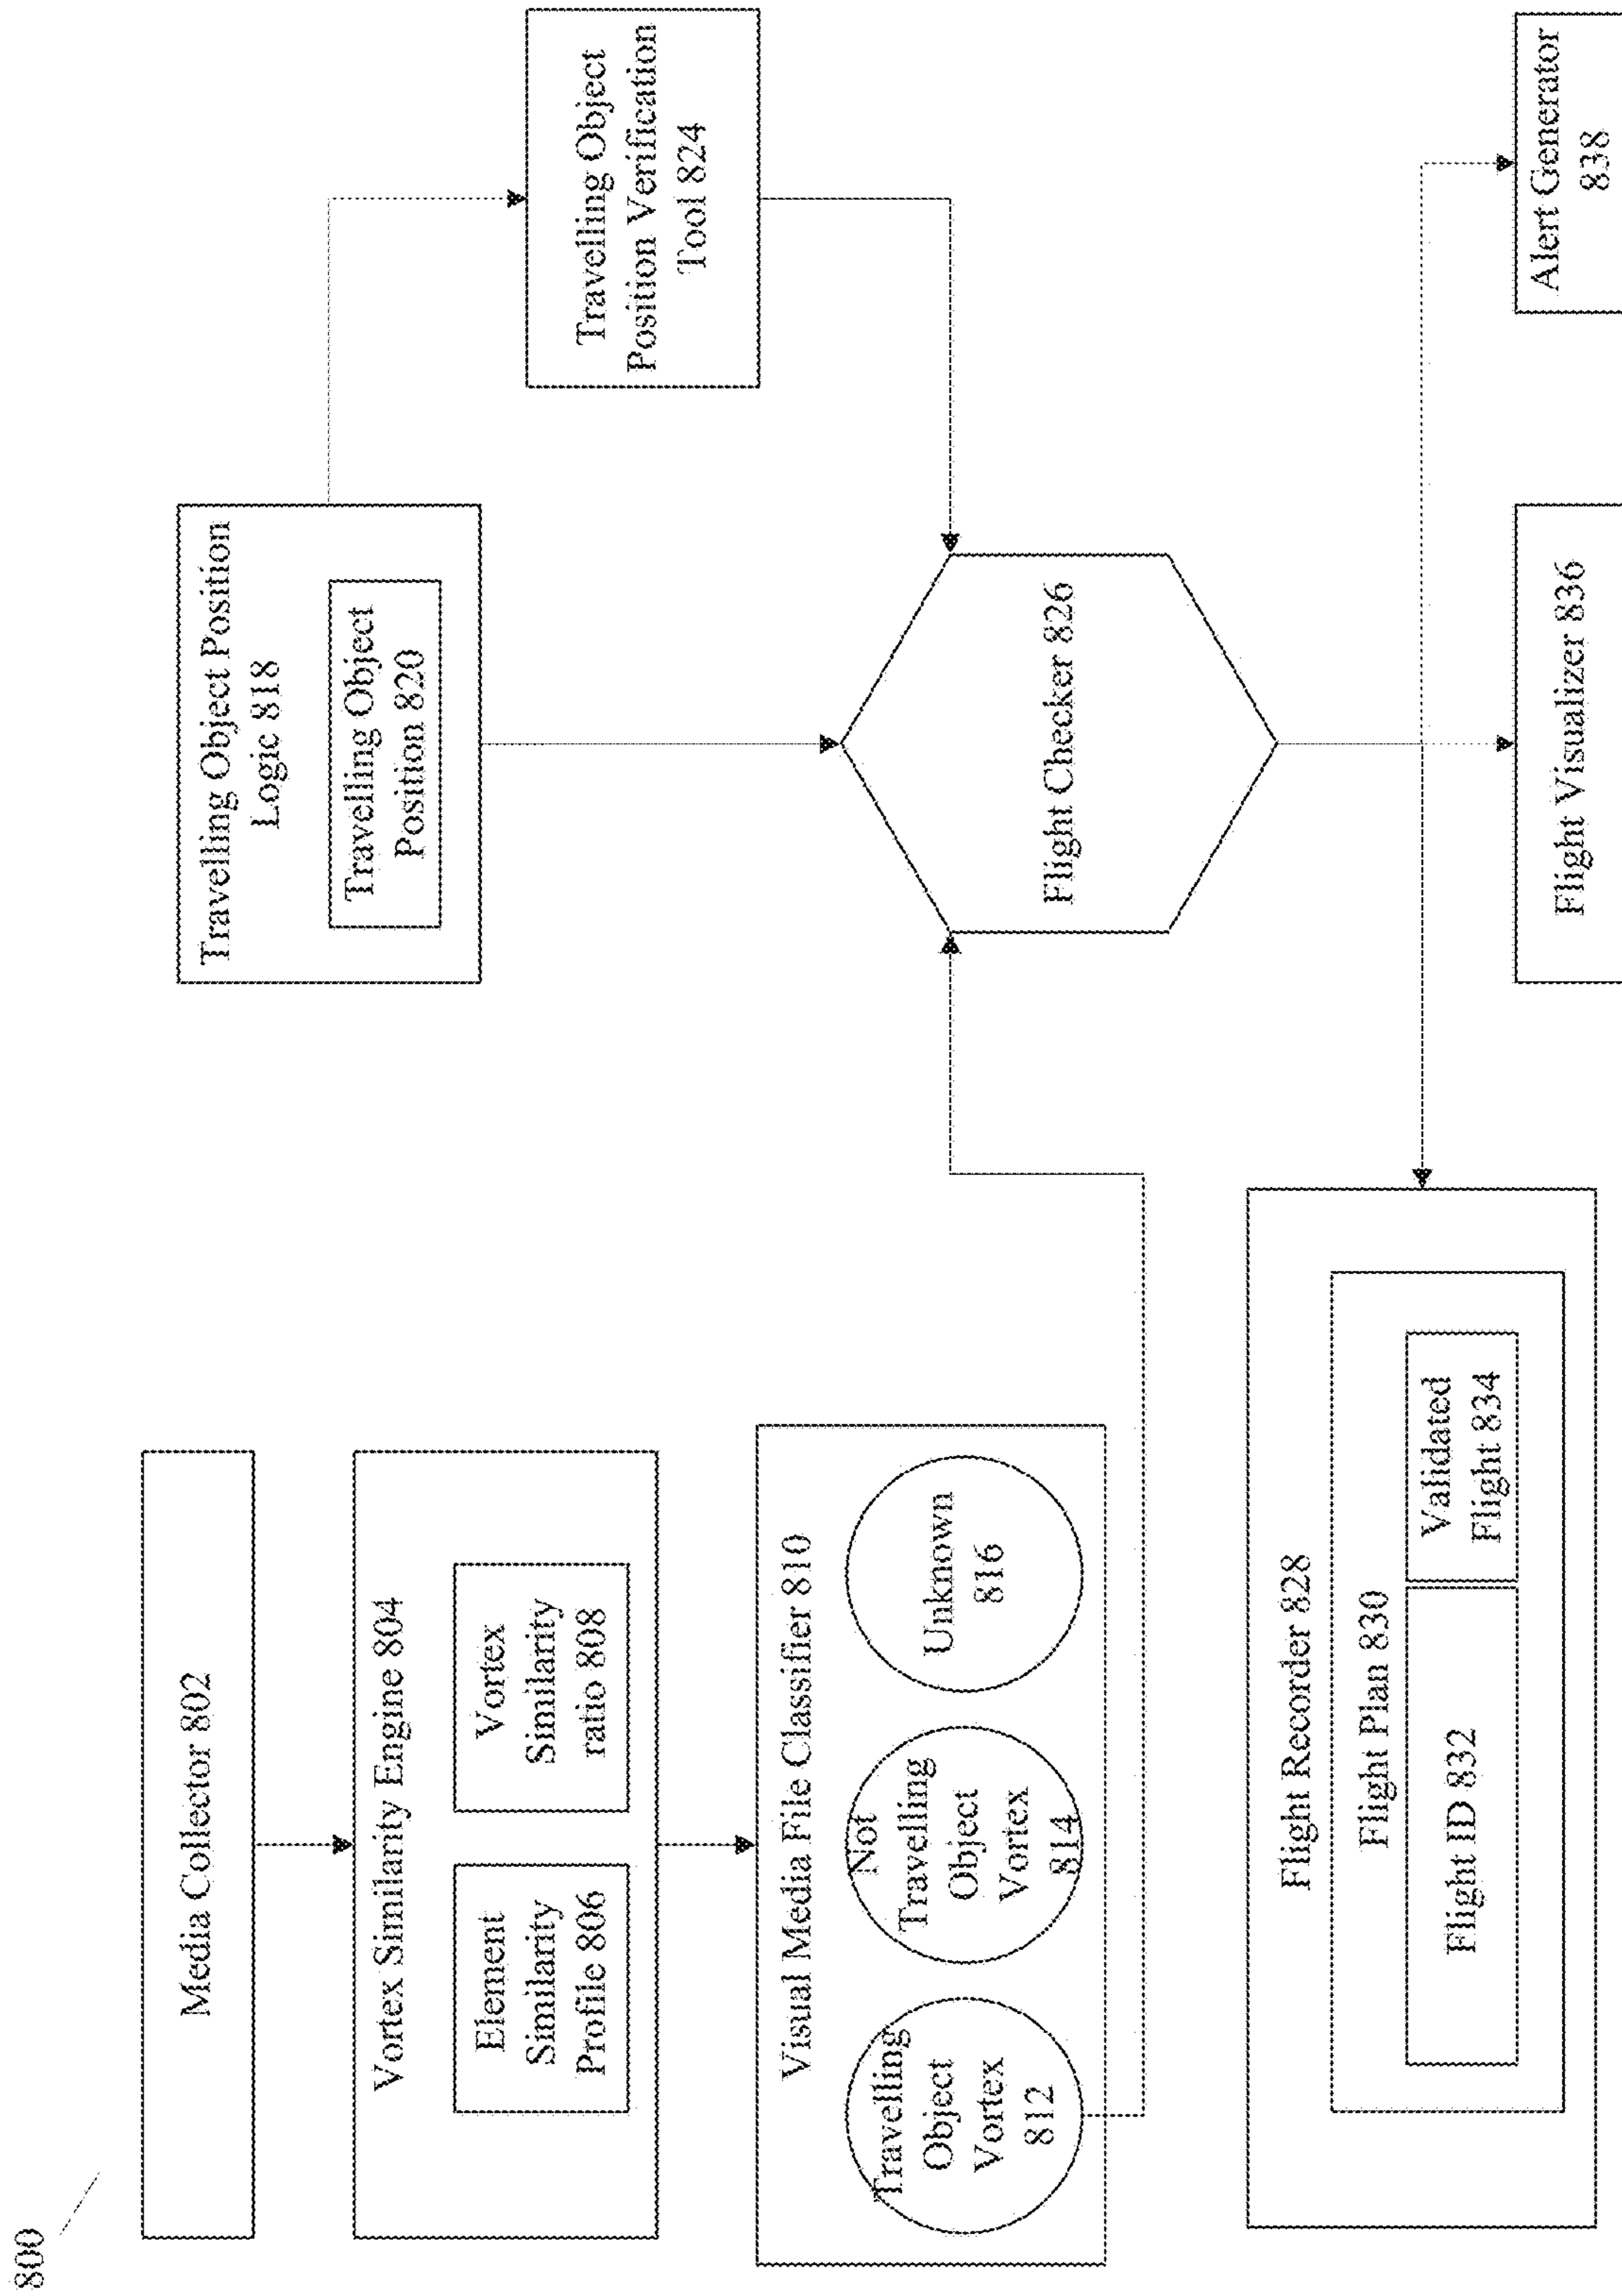 800
Media Collector 802
Vortex Similarity Engine 804
Element
Similarity
Profile 806
Vortex
Similarity
ratio 808
Visual Media File Classifier 810
Travelling
Object
Vortex
812
Not
Travelling
Object
Vortex
814
Unknown
816
Travelling Object Position
Logic 818
Travelling Object
Position 820
Travelling Object
Position Verification
Tool 824
Flight Checker 826
Flight Recorder 828
Flight Plan 830
Flight ID 832
Validated
Flight 834
Flight Visualizer 836
Alert Generator
838